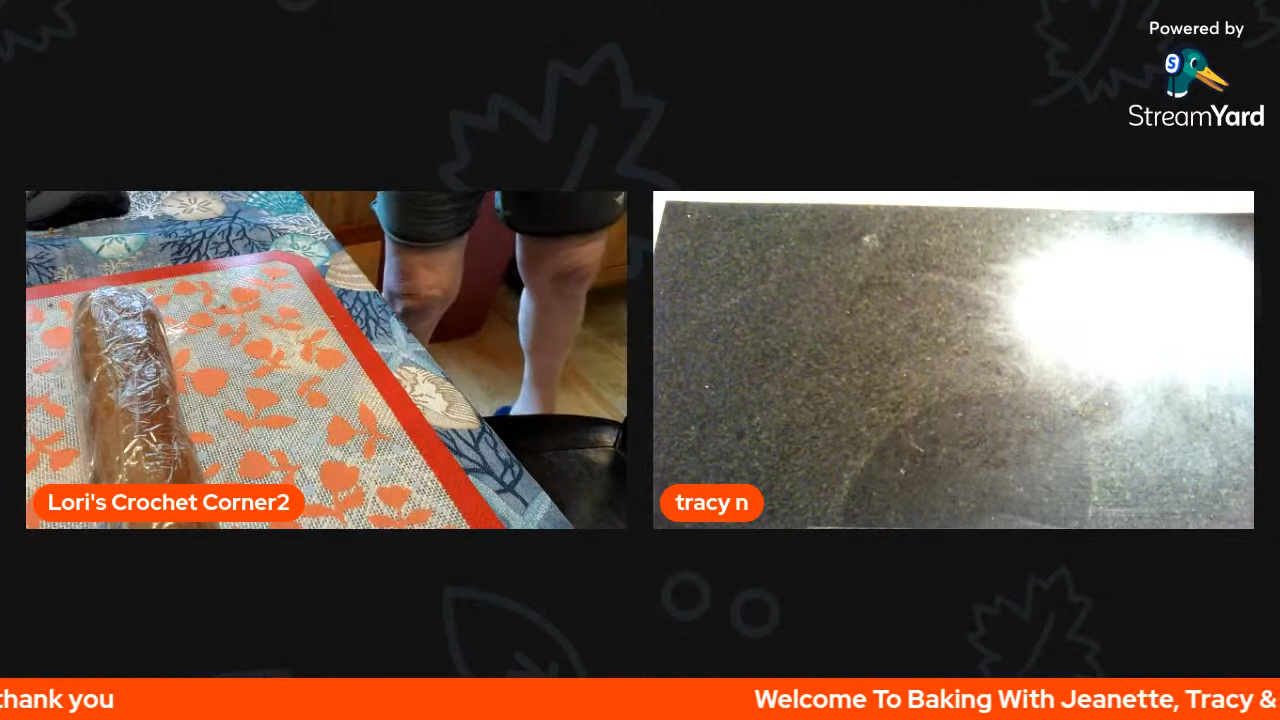 Powered by
S
StreamYard
Lori's Crochet Corner2
tracy n
thank you
Welcome To Baking With Jeanette, Tracy &